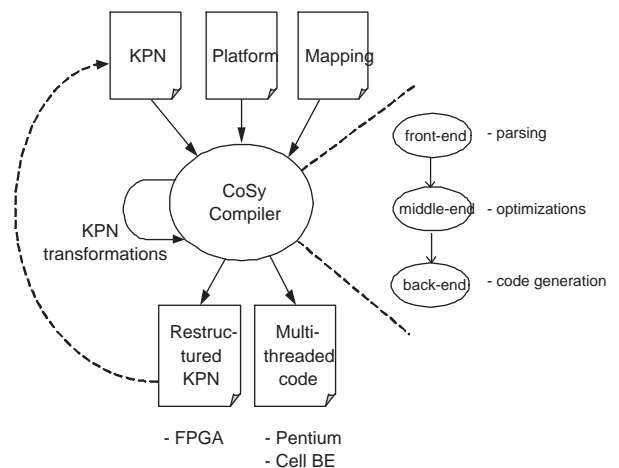 KPN
Platform
Mapping
CoSy
Compiler
KPN
transformations
Restruc-
tured
KPN
Multi-
threaded
code
- FPGA
- Pentium
- Cell BE
front-end
- parsing
middle-end
- optimizations
back-end
- code generation